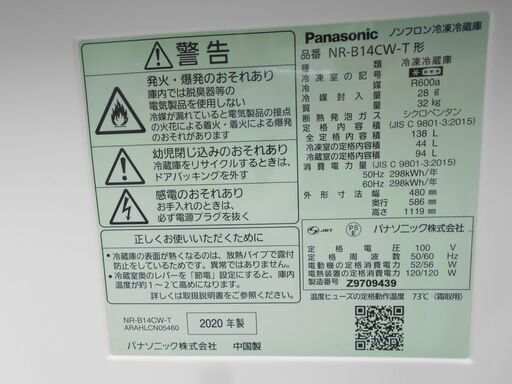 警告
発火・爆発のおそれあり
庫内では脱臭器等の
電気製品を使用しない。
冷媒が漏れていると電気製品の接点
の火花による着火・着火による爆発
のおそれあり
幼児閉じ込めのおそれあり
冷蔵庫をリサイクルするときは、
ドアパッキングを外す
感電のおそれあり
お手入れのときは、
必ず電源プラグを抜く
正しくお使いいただくために
・冷蔵庫の表面が熱くなるのは、放熱パイプで露付
防止をしているためで、異常ではありません。
・冷蔵室奥のレバーを「節電」設定にすると、庫内
温度が約1～2℃高めになります。
詳しくは取扱説明書をご覧ください。
NR-B14CW-T
ARAHLCN05460
2020 年製
パナソニック株式会社 中国製
Panasonic ノンフロン冷凍冷蔵庫
品番 NR-B14CW-T 形
種類 冷凍冷蔵庫
冷凍室の記号
冷媒 R600a
冷媒封入量 28 g
質量 32 kg
断熱発泡ガス シクロペンタン
定格内容積 (JIS C 9801-3:2015)
全定格内容積 138 L
冷凍室の定格内容積 44 L
冷蔵室の定格内容積 94 L
消費電力量 (JIS C 9801-3:2015)
50Hz 298kWh/年
60Hz 298kWh/年
外形寸法 幅 480 mm
奥行 586 mm
高さ 1119 mm
JET PS E パナソニック株式会社
定格電圧 100 V
定格周波数 50/60 Hz
電動機の定格消費電力 52/56 W
電熱装置の定格消費電力 120/120 W
製造番号 Z9709439
温度ヒューズの定格動作温度 73℃ (霜取用)